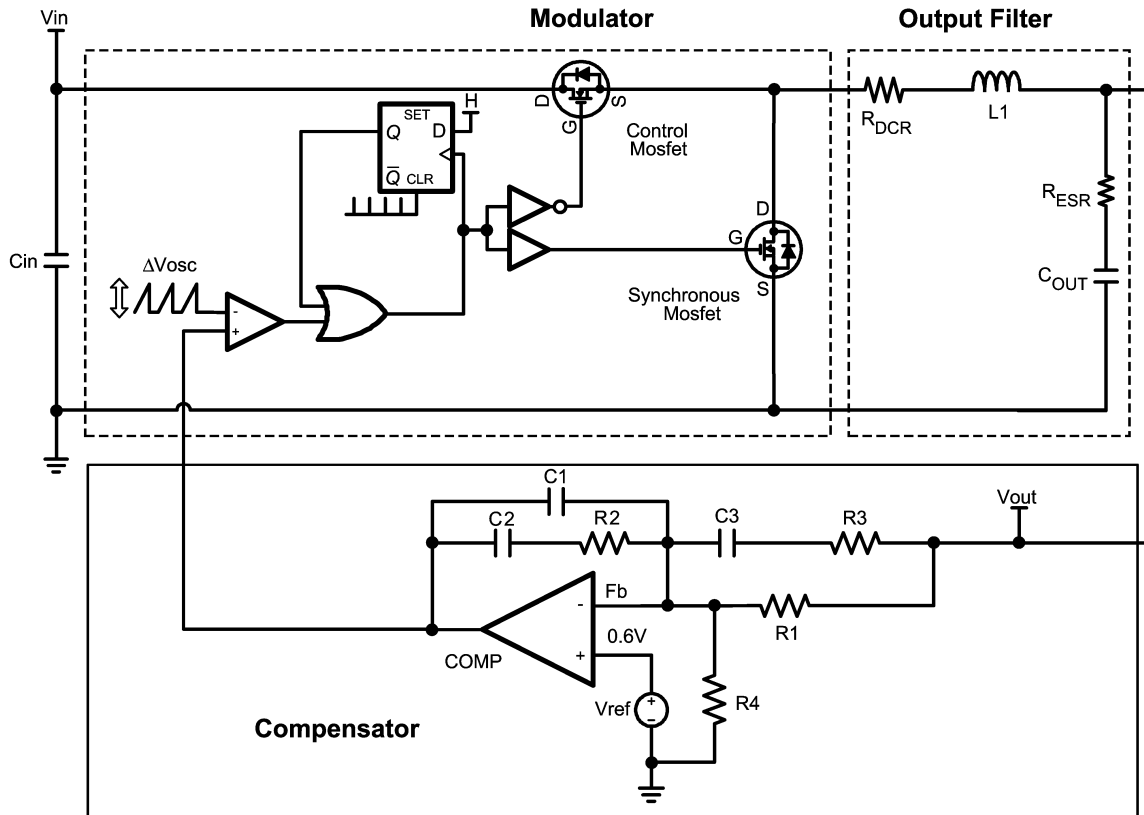 Vin
Modulator
Output Filter
D
S
G
Control
Mosfet
SET
H
Q
D
Q̅ CLR
R_DCR
L1
R_ESR
C_OUT
D
G
S
Synchronous
Mosfet
Cin
ΔVosc
-
+
C1
C2
R2
C3
R3
Vout
Fb
-
R1
0.6V
+
COMP
Vref
+
−
R4
Compensator